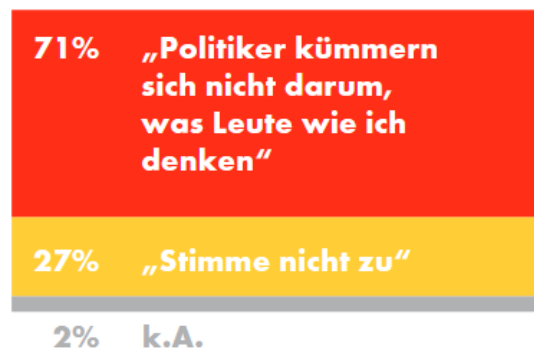 71% „Politiker kümmern
sich nicht darum,
was Leute wie ich
denken“
27% „Stimme nicht zu“
2% k.A.